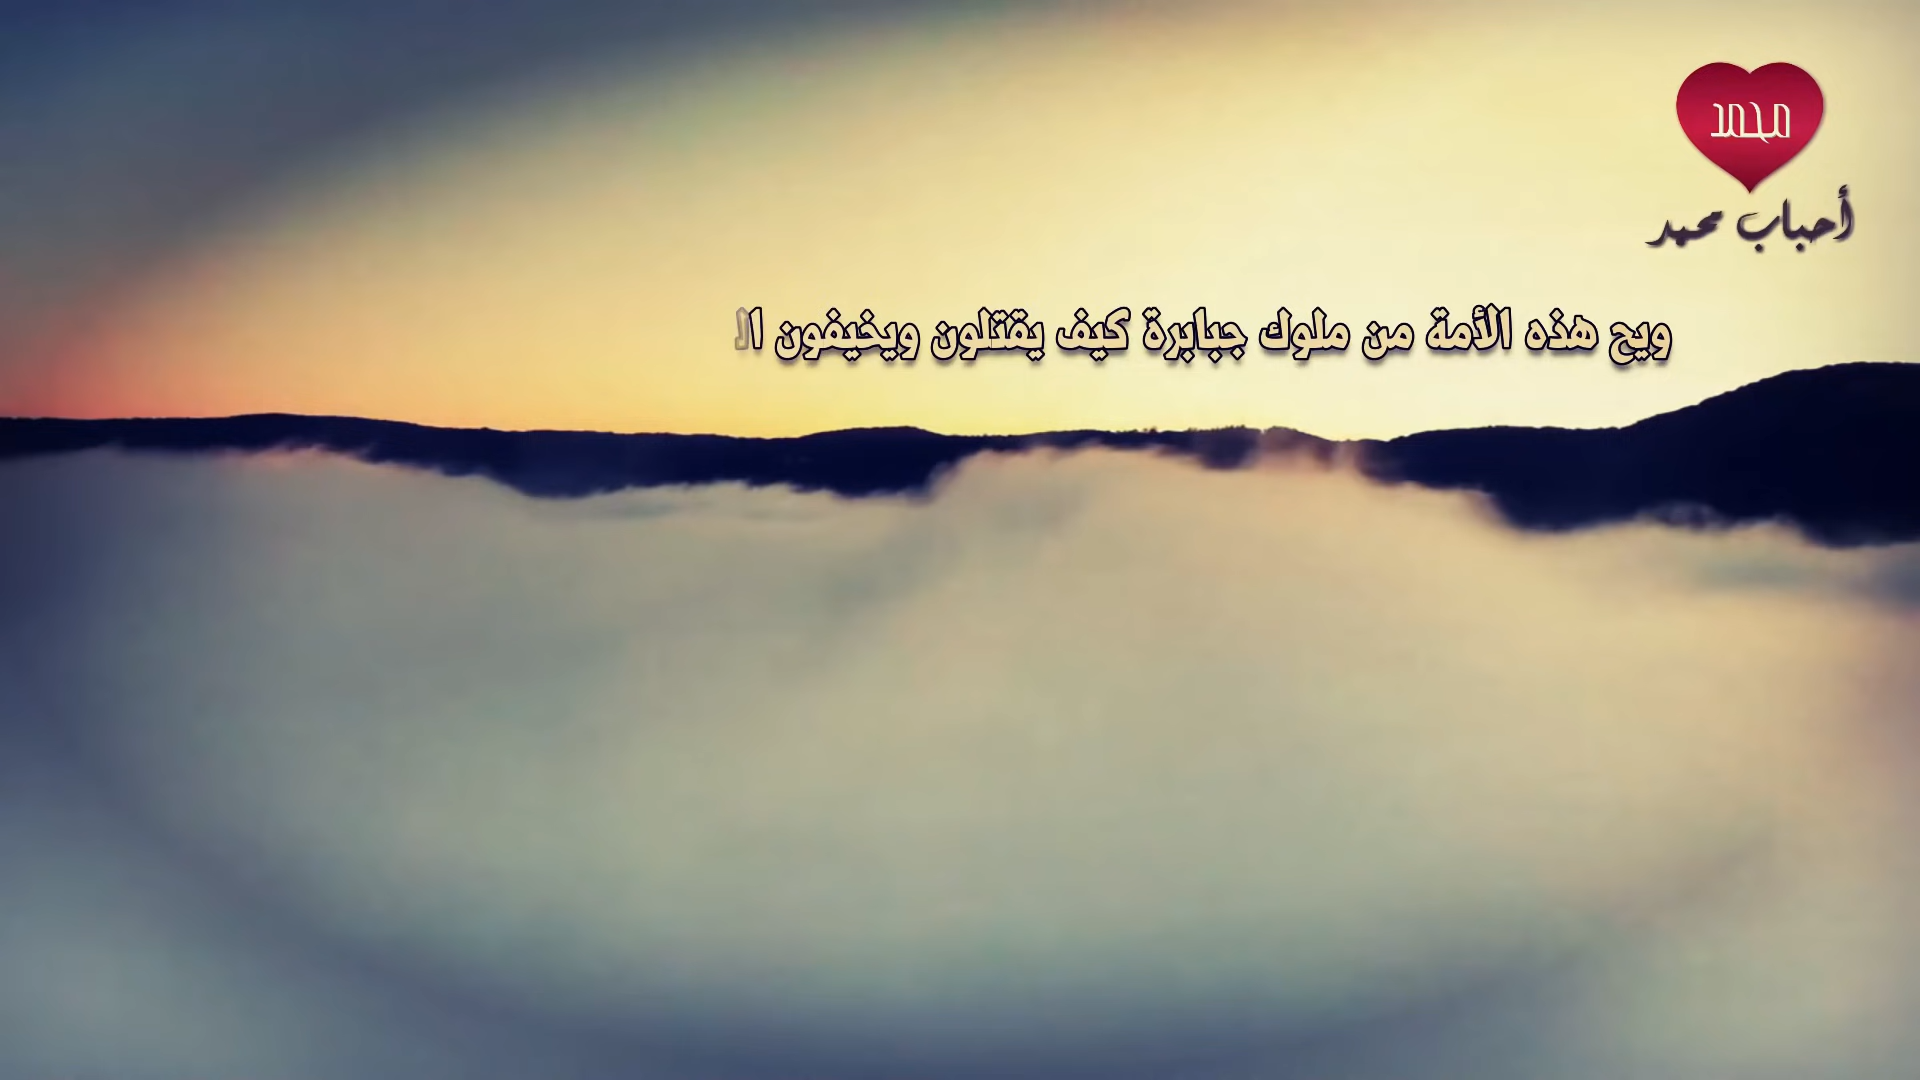 محمد
أحباب محمد
ويح هذه الأمة من ملوك جبابرة كيف يقتلون ويخيفون